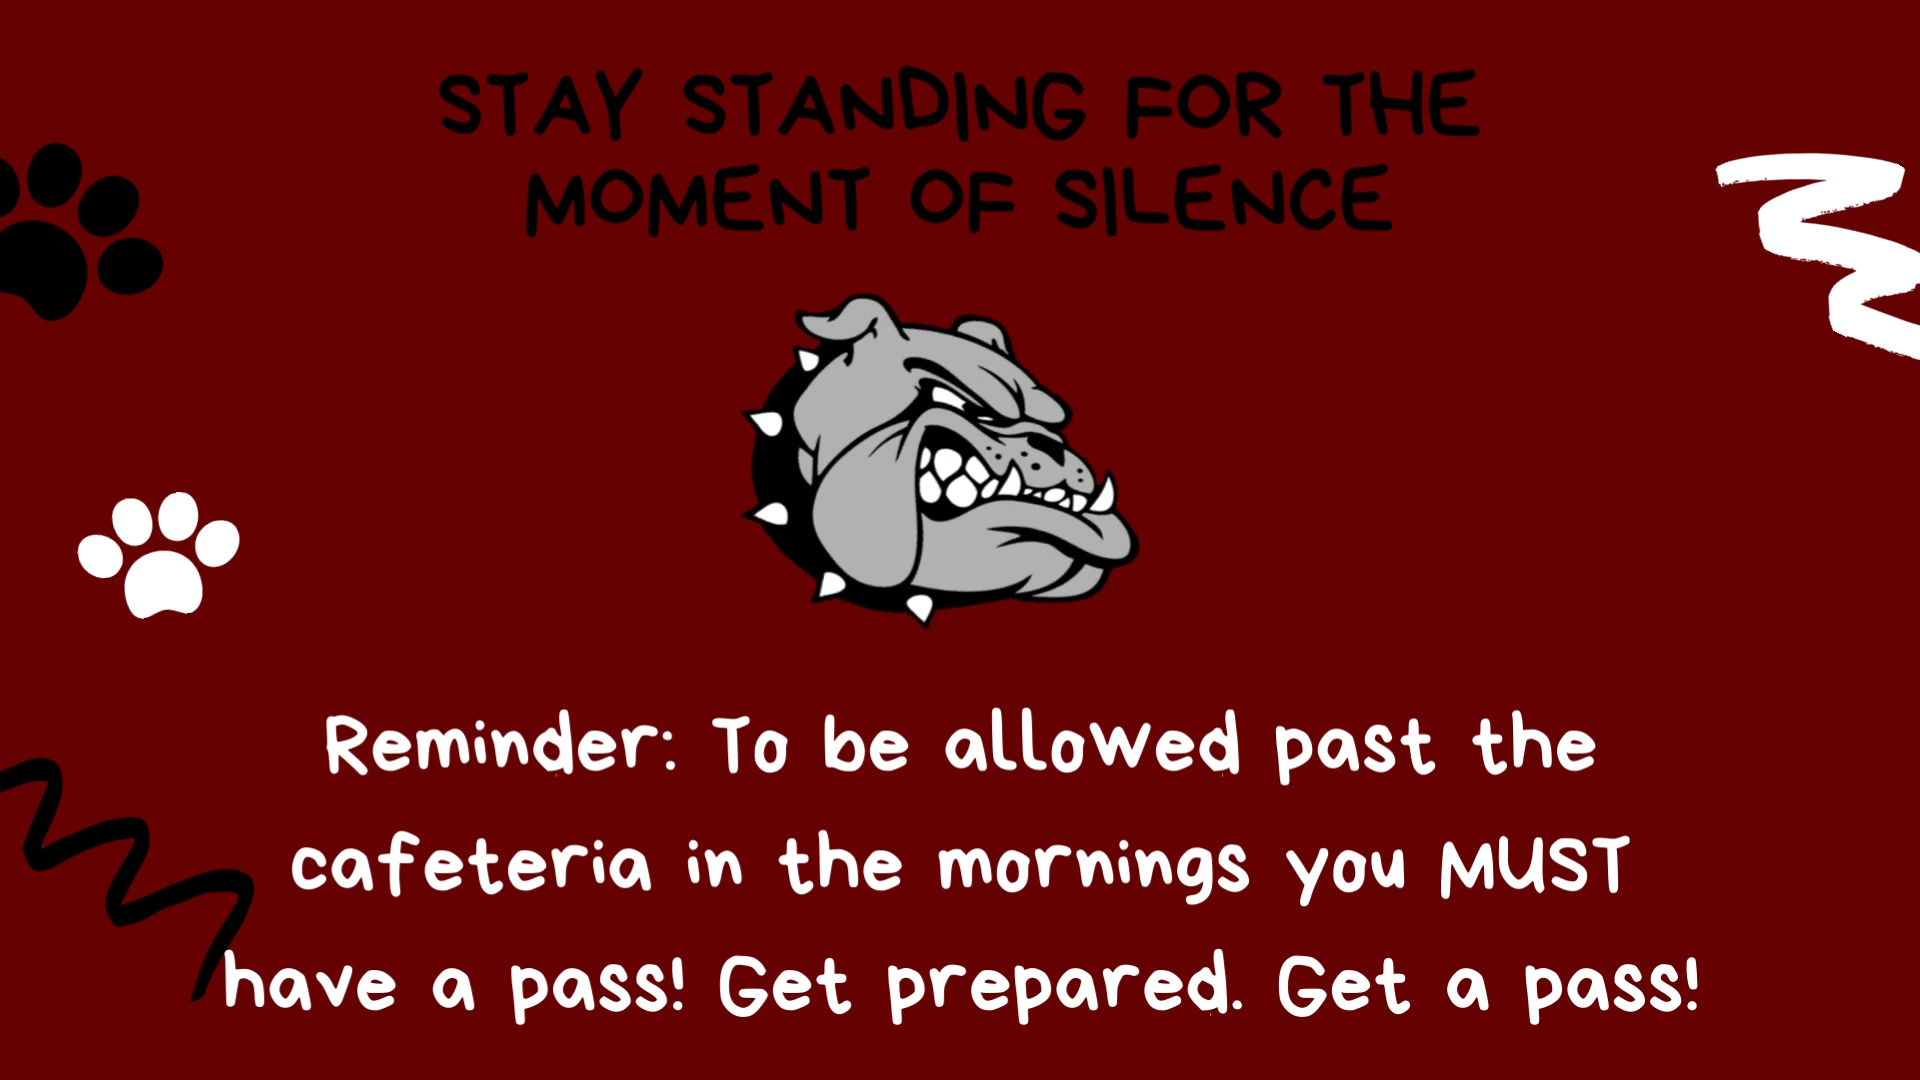 STAY STANDING FOR THE
MOMENT OF SILENCE
Reminder: To be allowed past the
cafeteria in the mornings you MUST
have a pass! Get prepared. Get a pass!